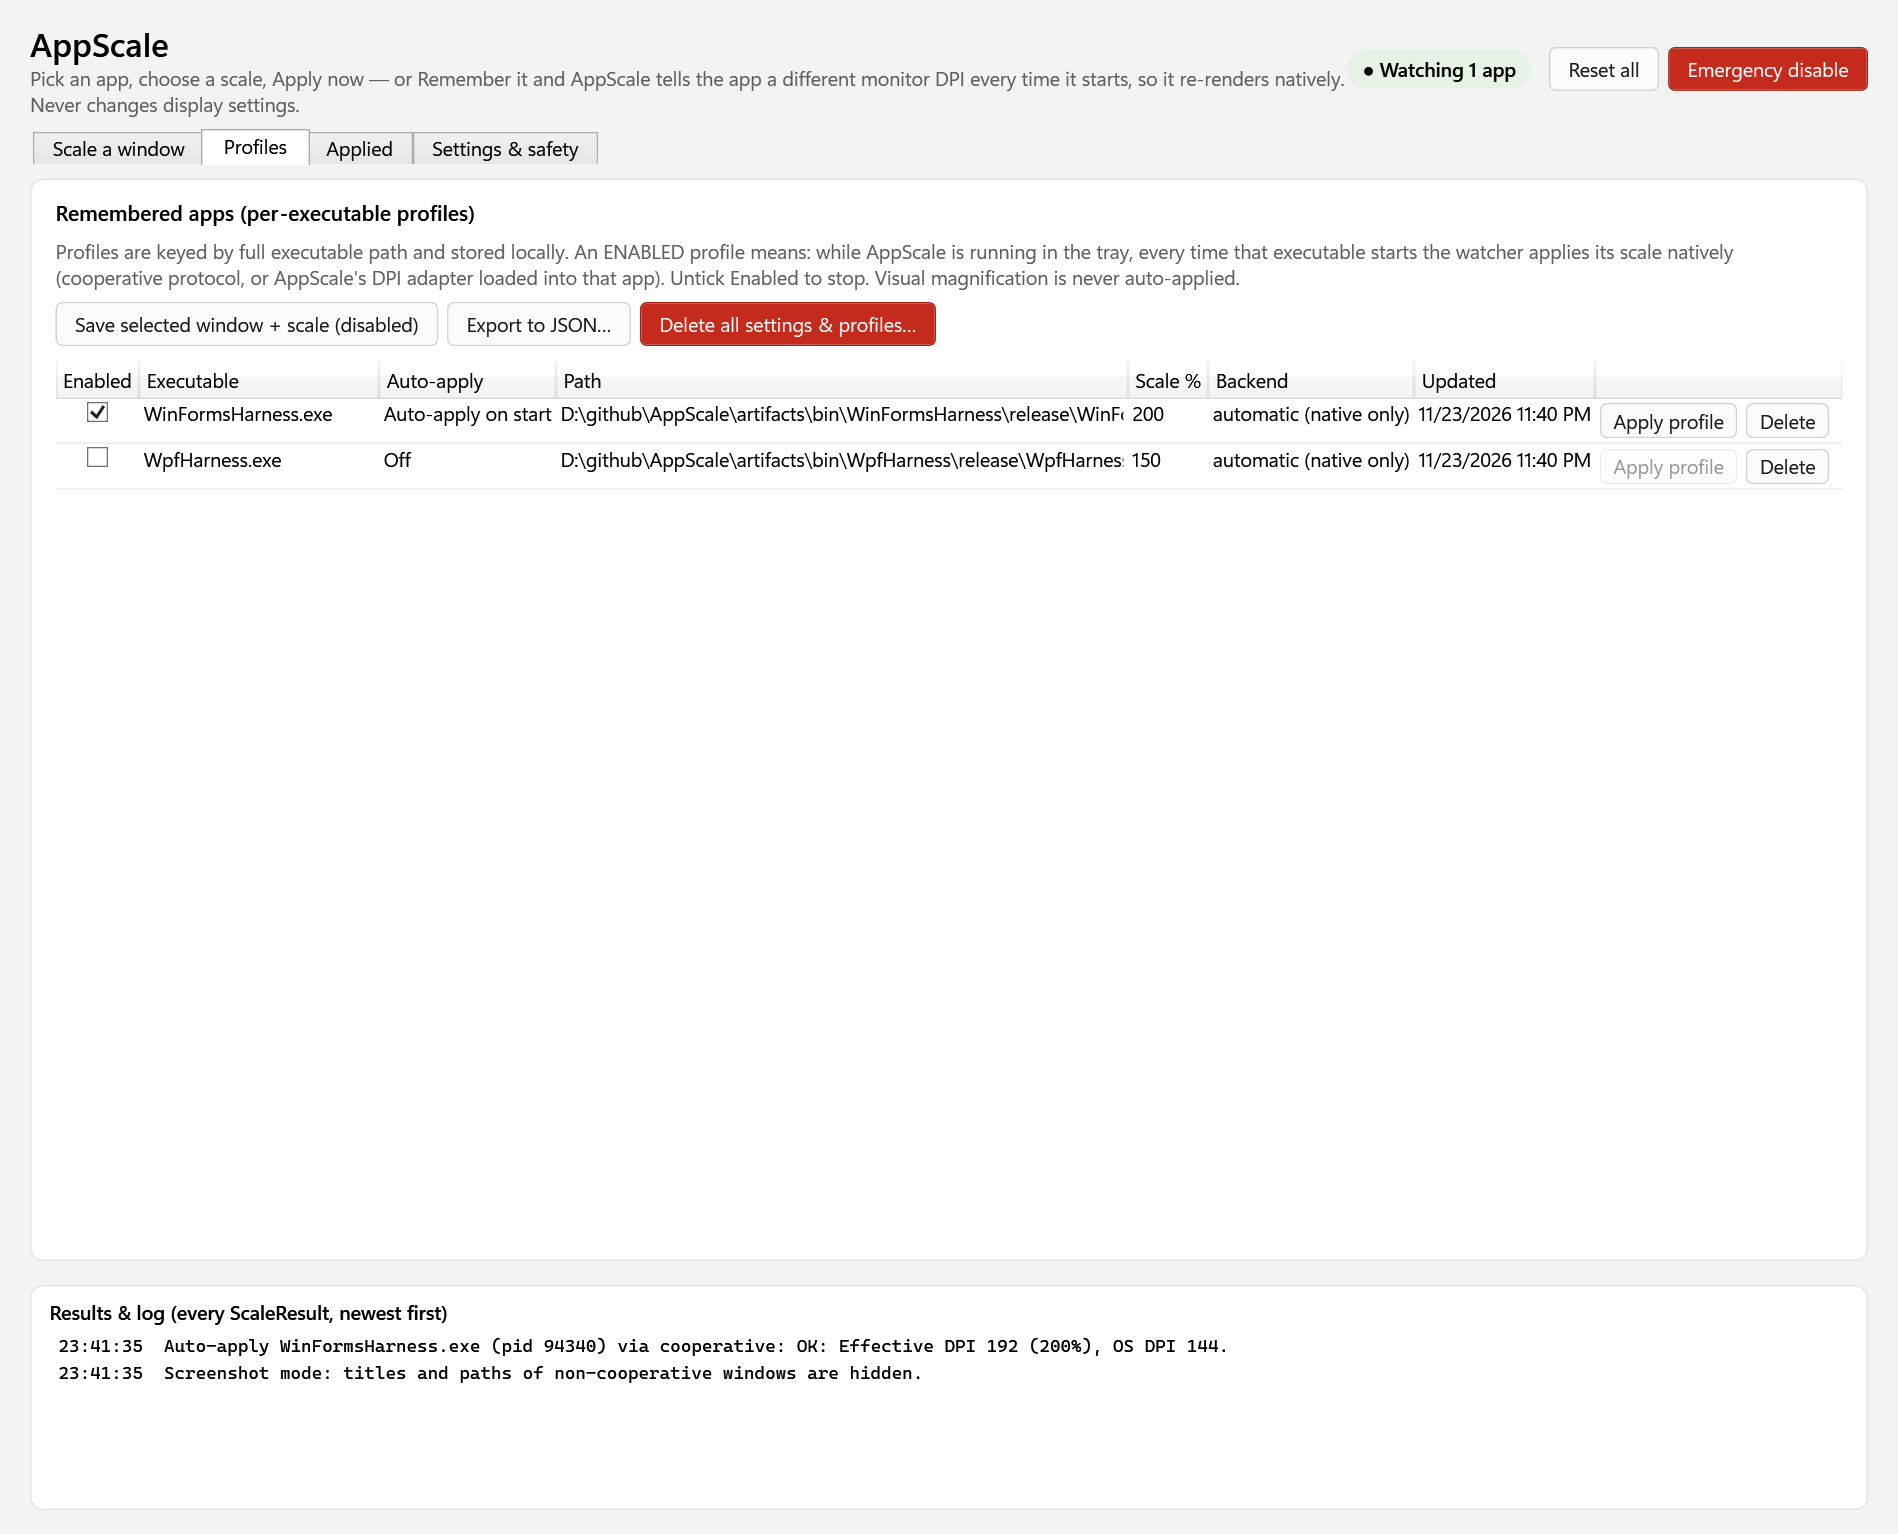 AppScale
Pick an app, choose a scale, Apply now — or Remember it and AppScale tells the app a different monitor DPI every time it starts, so it re-renders natively.
Never changes display settings.
● Watching 1 app
Reset all
Emergency disable
Scale a window
Profiles
Applied
Settings & safety
Remembered apps (per-executable profiles)
Profiles are keyed by full executable path and stored locally. An ENABLED profile means: while AppScale is running in the tray, every time that executable starts the watcher applies its scale natively
(cooperative protocol, or AppScale's DPI adapter loaded into that app). Untick Enabled to stop. Visual magnification is never auto-applied.
Save selected window + scale (disabled)
Export to JSON...
Delete all settings & profiles...
Enabled Executable Auto-apply Path Scale % Backend Updated
WinFormsHarness.exe Auto-apply on start D:\github\AppScale\artifacts\bin\WinFormsHarness\release\WinFo 200 automatic (native only) 11/23/2026 11:40 PM Apply profile Delete
WpfHarness.exe Off D:\github\AppScale\artifacts\bin\WpfHarness\release\WpfHarnes 150 automatic (native only) 11/23/2026 11:40 PM Apply profile Delete
Results & log (every ScaleResult, newest first)
23:41:35 Auto-apply WinFormsHarness.exe (pid 94340) via cooperative: OK: Effective DPI 192 (200%), OS DPI 144.
23:41:35 Screenshot mode: titles and paths of non-cooperative windows are hidden.